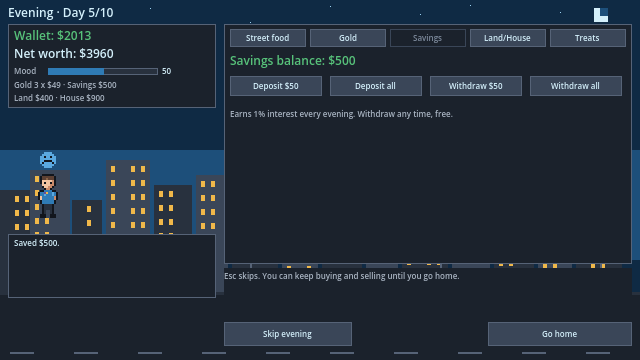 Evening · Day 5/10
Wallet: $2013
Net worth: $3960
Mood 50
Gold 3 x $49 · Savings $500
Land $400 · House $900
Saved $500.
Street food Gold Savings Land/House Treats
Savings balance: $500
Deposit $50 Deposit all Withdraw $50 Withdraw all
Earns 1% interest every evening. Withdraw any time, free.
Esc skips. You can keep buying and selling until you go home.
Skip evening Go home